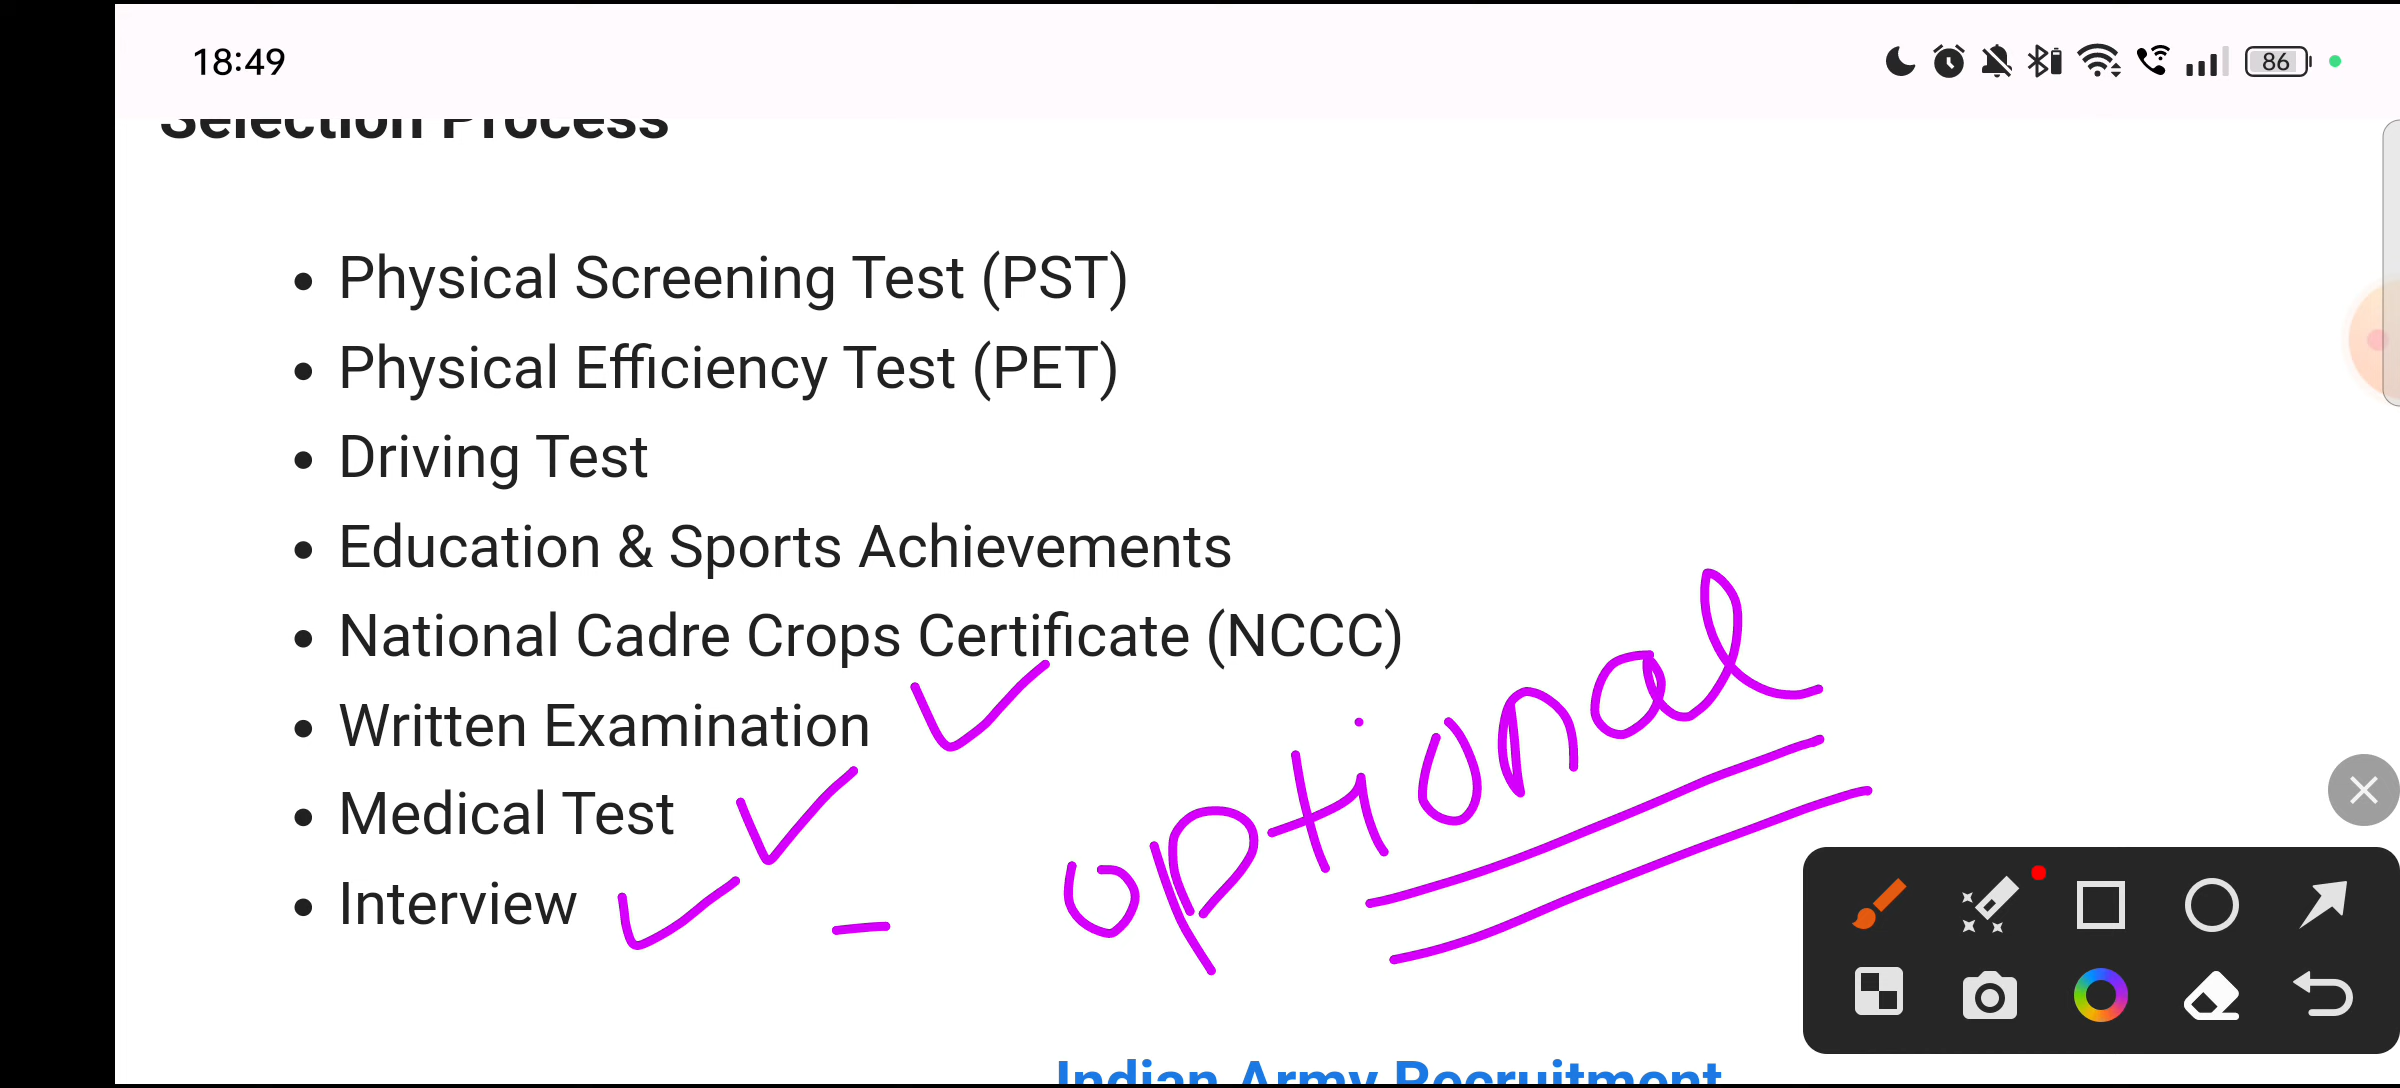 18:49
86
Selection Process
Physical Screening Test (PST)
Physical Efficiency Test (PET)
Driving Test
Education & Sports Achievements
National Cadre Crops Certificate (NCCC)
Written Examination
Medical Test
Interview - optional
Indian Army Recruitment